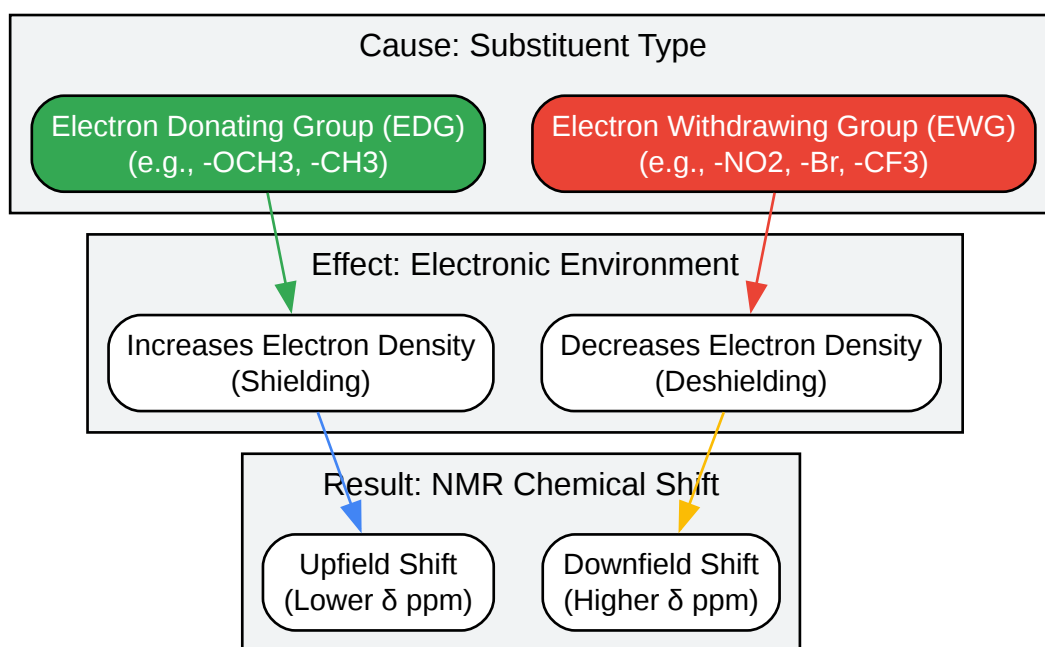 Cause: Substituent Type
Electron Donating Group (EDG)
(e.g., -OCH3, -CH3)
Electron Withdrawing Group (EWG)
(e.g., -NO2, -Br, -CF3)
Effect: Electronic Environment
Increases Electron Density
(Shielding)
Decreases Electron Density
(Deshielding)
Result: NMR Chemical Shift
Upfield Shift
(Lower δ ppm)
Downfield Shift
(Higher δ ppm)